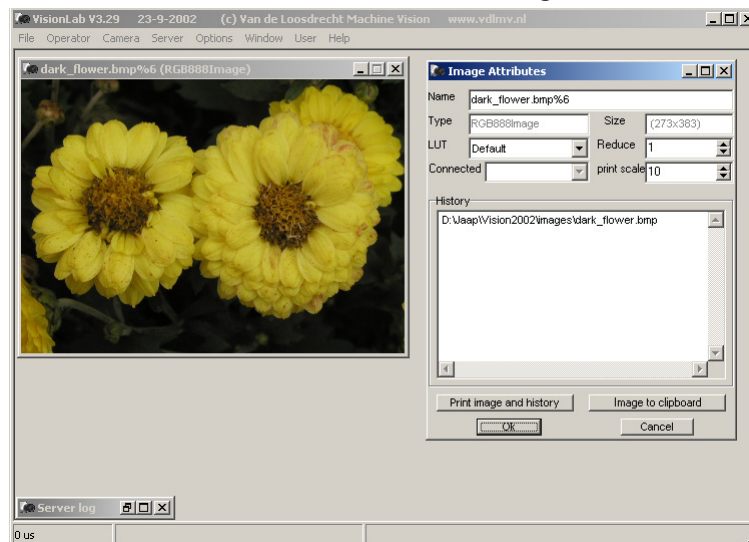 VisionLab V3.29 23-9-2002 (c) Van de Loosdrecht Machine Vision www.vdlmv.nl
File Operator Camera Server Options Window User Help
dark_flower.bmp%6 (RGB888Image)
Image Attributes
Name dark_flower.bmp%6
Type RGB888Image Size (273x383)
LUT Default Reduce 1
Connected print scale 10
History
D:\Jaap\Vision2002\images\dark_flower.bmp
Print image and history Image to clipboard
Ok Cancel
Server log
0 us